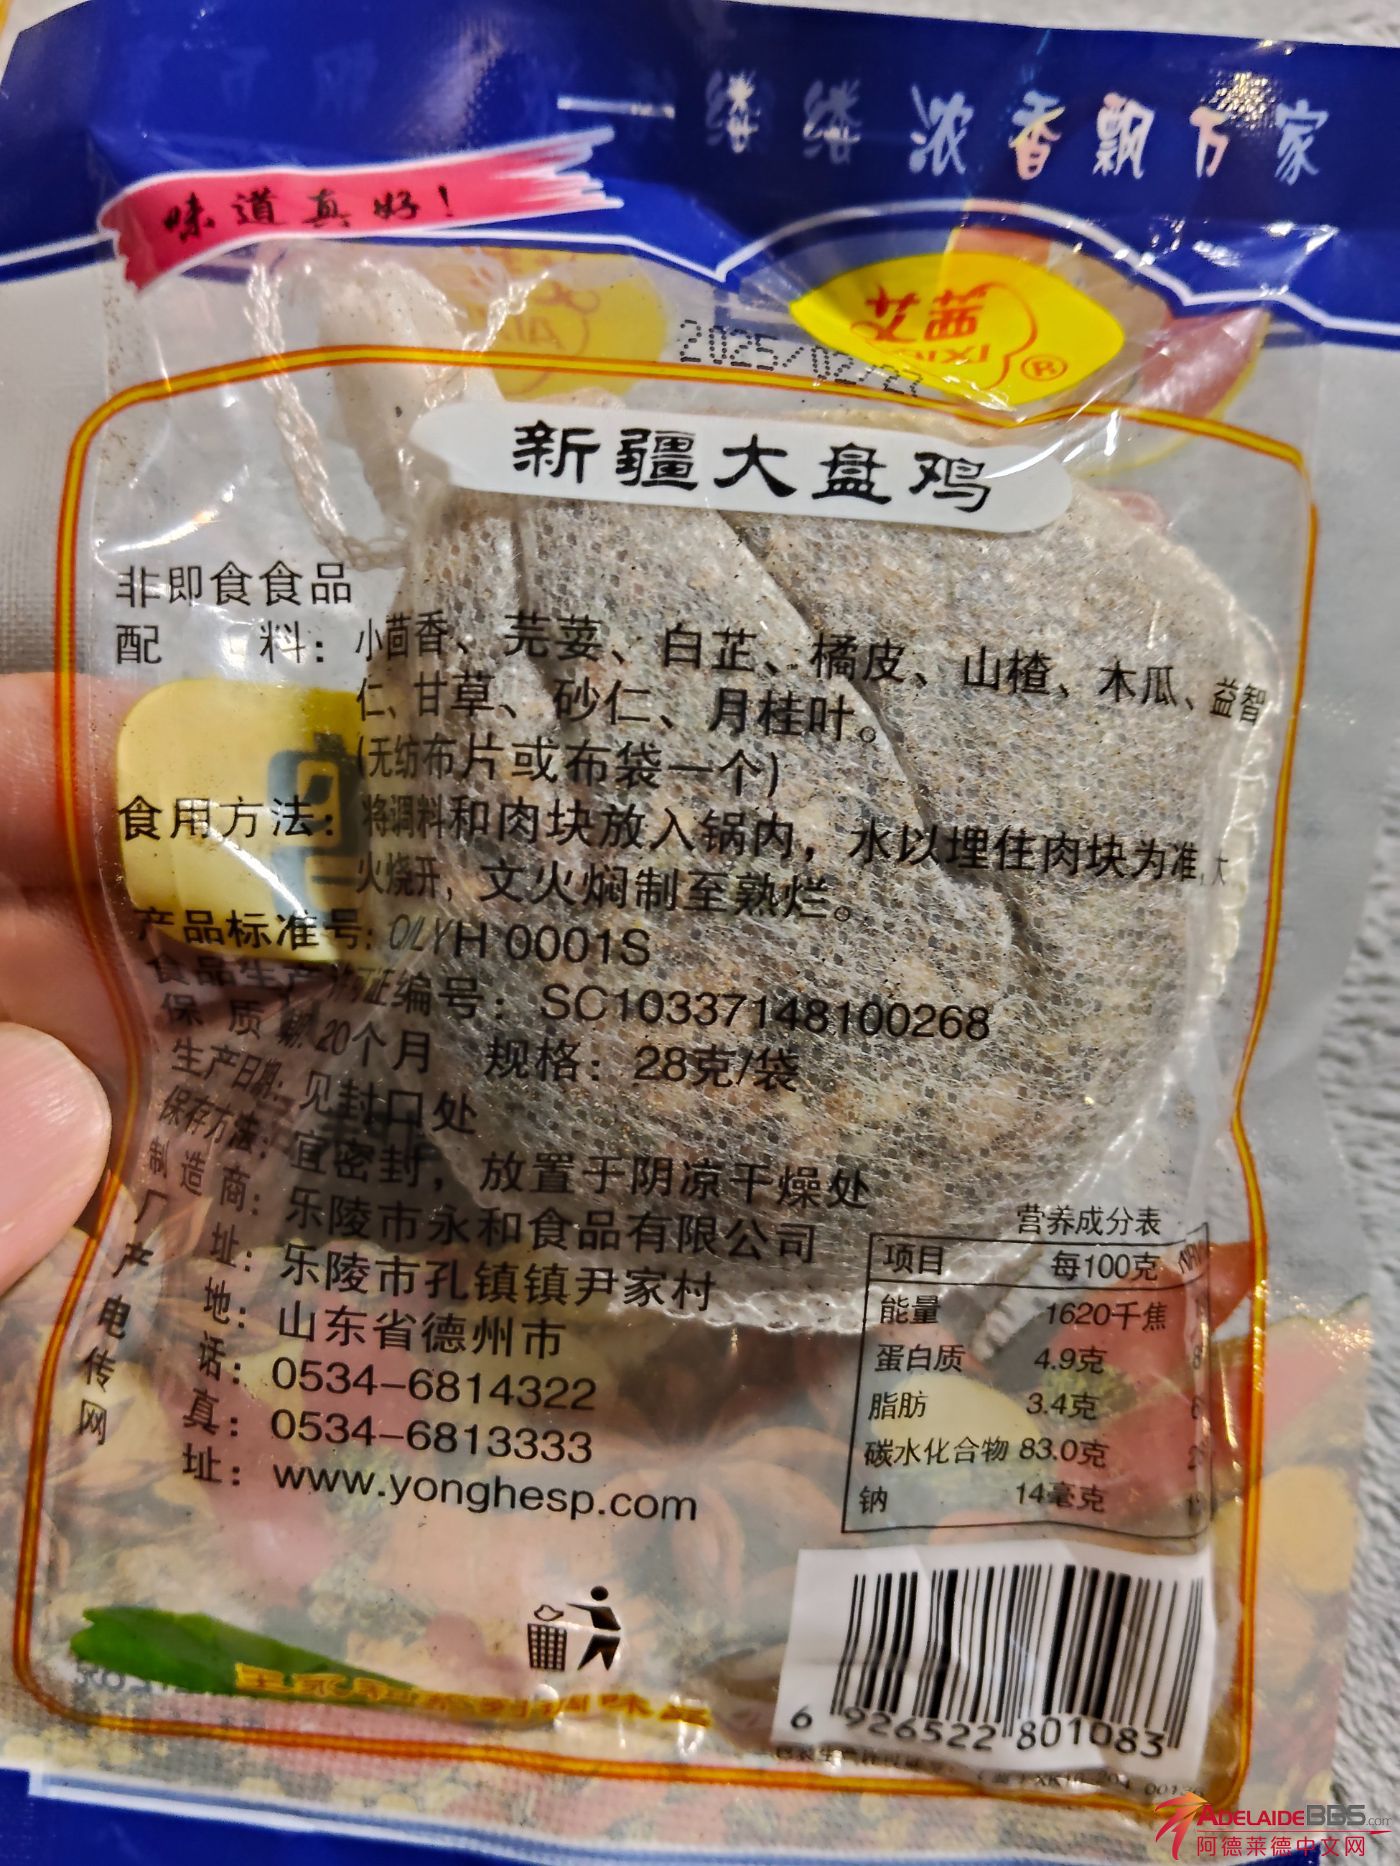 一缕缕浓香飘万家
味道真好！
艾茜
®
2025/02/27
新疆大盘鸡
非即食食品
配 料：小茴香、芫荽、白芷、橘皮、山楂、木瓜、益智
仁、甘草、砂仁、月桂叶。
(无纺布片或布袋一个)
食用方法：将调料和肉块放入锅内，水以埋住肉块为准，大
火烧开，文火焖制至熟烂。
产品标准号：Q/LYH 0001S
食品生产许可证编号：SC10337148100268
保 质 期：20个月 规格：28克/袋
生产日期：见封口处
保存方法：宜密封，放置于阴凉干燥处
制 造 商：乐陵市永和食品有限公司
厂 址：乐陵市孔镇镇尹家村
产 地：山东省德州市
电 话：0534-6814322
传 真：0534-6813333
网 址：www.yonghesp.com
营养成分表
项目 每100克
能量 1620千焦
蛋白质 4.9克
脂肪 3.4克
碳水化合物 83.0克
钠 14毫克
6 926522 801083
ADELAIDEBBS.com
阿德莱德中文网